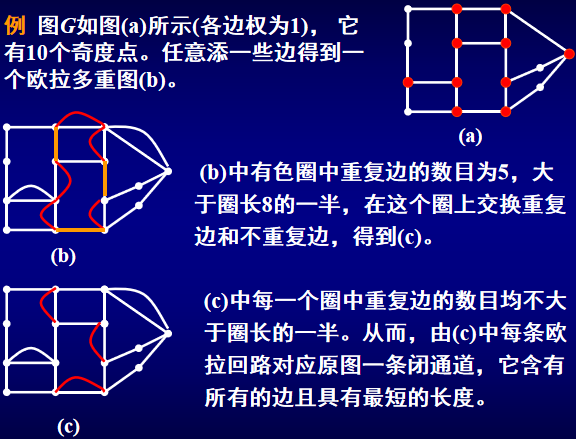 例 图G如图(a)所示(各边权为1)， 它
有10个奇度点。任意添一些边得到一
个欧拉多重图(b)。
(a)
(b)中有色圈中重复边的数目为5，大
于圈长8的一半，在这个圈上交换重复
边和不重复边，得到(c)。
(b)
(c)中每一个圈中重复边的数目均不大
于圈长的一半。从而，由(c)中每条欧
拉回路对应原图一条闭通道，它含有
所有的边且具有最短的长度。
(c)